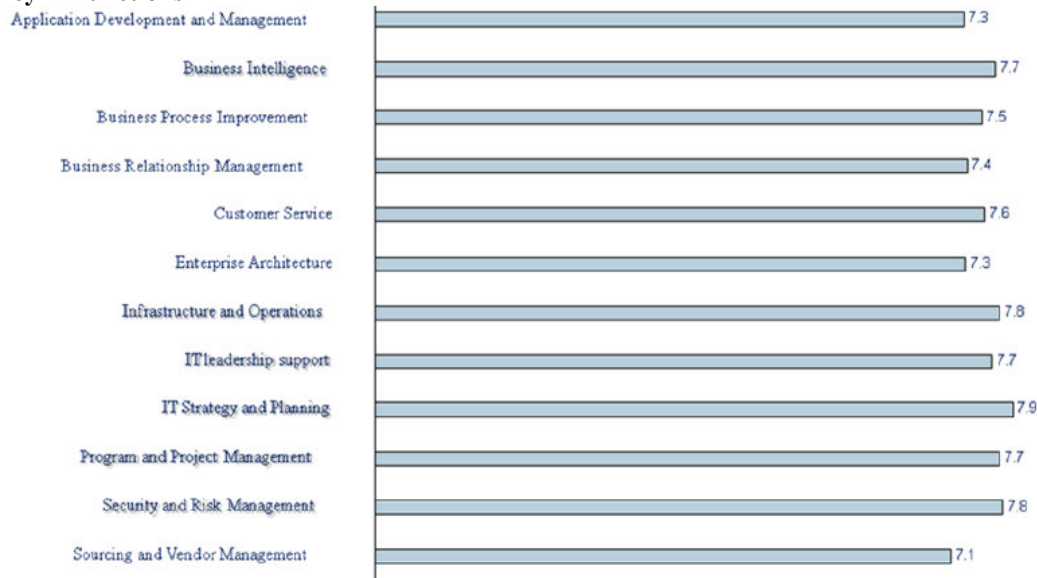 Application Development and Management 7.3
Business Intelligence 7.7
Business Process Improvement 7.5
Business Relationship Management 7.4
Customer Service 7.6
Enterprise Architecture 7.3
Infrastructure and Operations 7.8
IT leadership support 7.7
IT Strategy and Planning 7.9
Program and Project Management 7.7
Security and Risk Management 7.8
Sourcing and Vendor Management 7.1